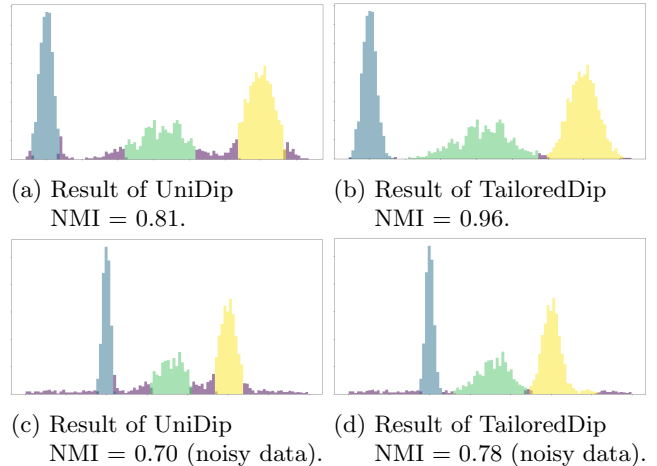 (a) Result of UniDip
NMI = 0.81.
(b) Result of TailoredDip
NMI = 0.96.
(c) Result of UniDip
NMI = 0.70 (noisy data).
(d) Result of TailoredDip
NMI = 0.78 (noisy data).